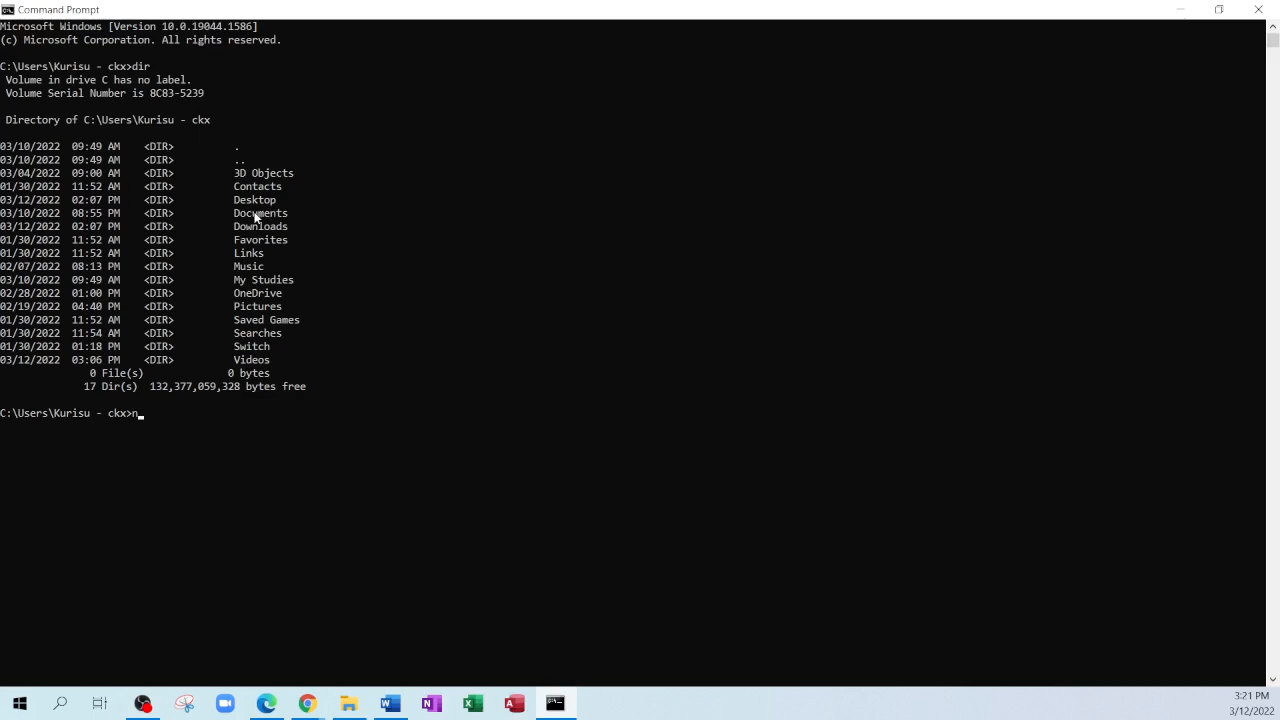 Command Prompt
Microsoft Windows [Version 10.0.19044.1586]
(c) Microsoft Corporation. All rights reserved.
C:\Users\Kurisu - ckx>dir
Volume in drive C has no label.
Volume Serial Number is 8C83-5239
Directory of C:\Users\Kurisu - ckx
03/10/2022  09:49 AM    <DIR>          .
03/10/2022  09:49 AM    <DIR>          ..
03/04/2022  09:00 AM    <DIR>          3D Objects
01/30/2022  11:52 AM    <DIR>          Contacts
03/12/2022  02:07 PM    <DIR>          Desktop
03/10/2022  08:55 PM    <DIR>          Documents
03/12/2022  02:07 PM    <DIR>          Downloads
01/30/2022  11:52 AM    <DIR>          Favorites
01/30/2022  11:52 AM    <DIR>          Links
02/07/2022  08:13 PM    <DIR>          Music
03/10/2022  09:49 AM    <DIR>          My Studies
02/28/2022  01:00 PM    <DIR>          OneDrive
02/19/2022  04:40 PM    <DIR>          Pictures
01/30/2022  11:52 AM    <DIR>          Saved Games
01/30/2022  11:54 AM    <DIR>          Searches
01/30/2022  01:18 PM    <DIR>          Switch
03/12/2022  03:06 PM    <DIR>          Videos
0 File(s)              0 bytes
17 Dir(s)  132,377,059,328 bytes free
C:\Users\Kurisu - ckx>n_
3:21 PM
3/12/2022